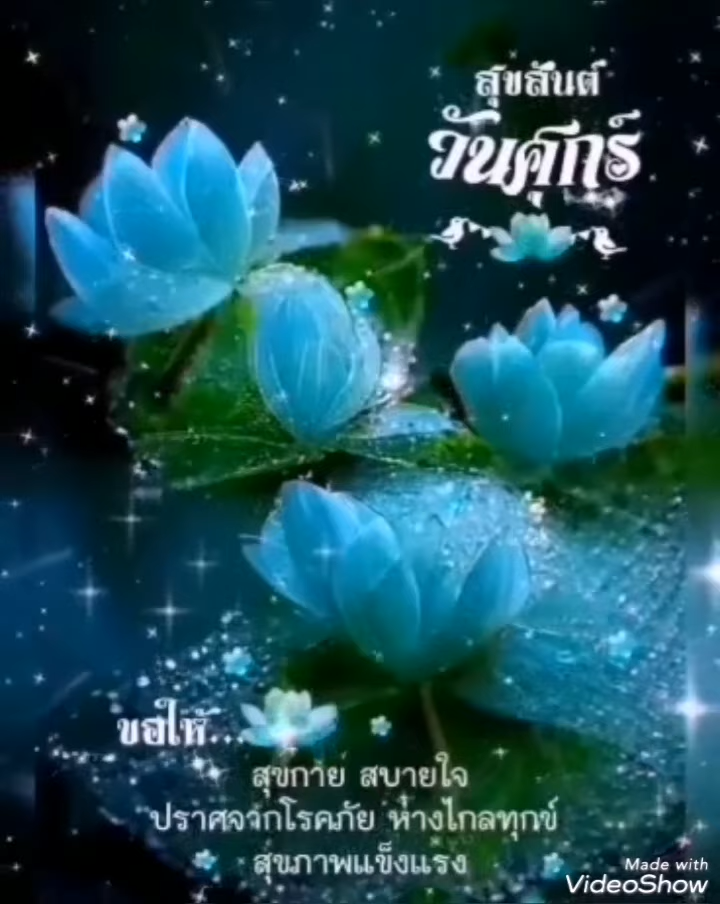 สุขสันต์
วันศุกร์
ขอให้...
สุขกาย สบายใจ
ปราศจากโรคภัย ห่างไกลทุกข์
สุขภาพแข็งแรง
Made with
VideoShow